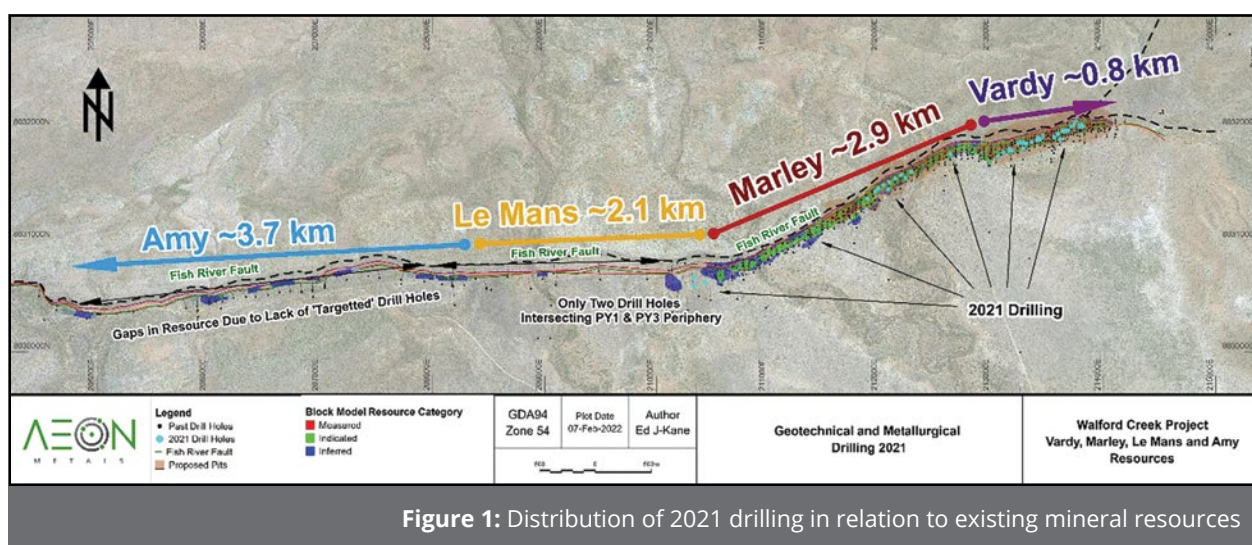 N
Vardy ~0.8 km
Marley ~2.9 km
Le Mans ~2.1 km
Amy ~3.7 km
Fish River Fault
Fish River Fault
Fish River Fault
Gaps in Resource Due to Lack of 'Targetted' Drill Holes
Only Two Drill Holes
Intersecting PY1 & PY3 Periphery
2021 Drilling
AEON
METALS
Legend
Past Drill Holes
2021 Drill Holes
Fish River Fault
Proposed Pits
Block Model Resource Category
Measured
Indicated
Inferred
GDA94
Zone 54
Plot Date
07-Feb-2022
Author
Ed J-Kane
Geotechnical and Metallurgical
Drilling 2021
Walford Creek Project
Vardy, Marley, Le Mans and Amy
Resources
Figure 1: Distribution of 2021 drilling in relation to existing mineral resources